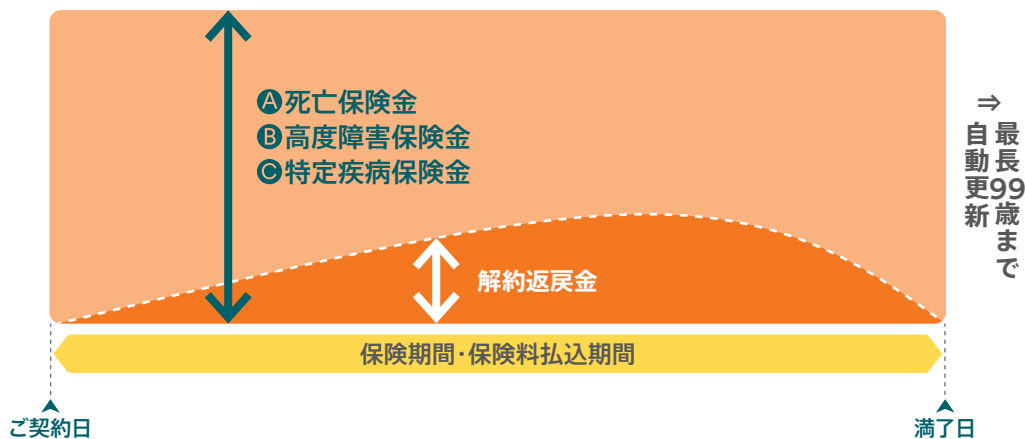 Ⓐ死亡保険金
Ⓑ高度障害保険金
Ⓒ特定疾病保険金
⇒
最長99歳まで
自動更新
解約返戻金
保険期間・保険料払込期間
ご契約日
満了日